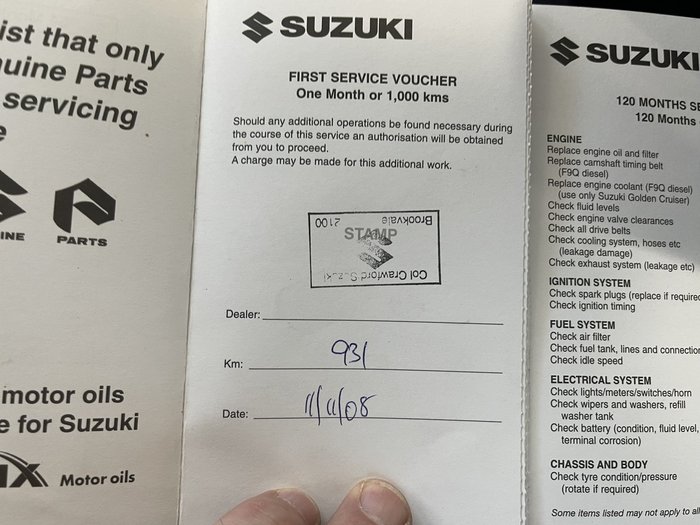 ist that only
uine Parts
servicing
e
INE
PARTS
motor oils
e for Suzuki
IX Motor oils
SUZUKI
FIRST SERVICE VOUCHER
One Month or 1,000 kms
Should any additional operations be found necessary during
the course of this service an authorisation will be obtained
from you to proceed.
A charge may be made for this additional work.
Brookvale 2100
STAMP
Col Crawford Suzuki
Dealer:
Km: 931
Date: 11/11/08
SUZUKI
120 MONTHS SE
120 Months
ENGINE
Replace engine oil and filter
Replace camshaft timing belt
(F9Q diesel)
Replace engine coolant (F9Q diesel)
(use only Suzuki Golden Cruiser)
Check fluid levels
Check engine valve clearances
Check all drive belts
Check cooling system, hoses etc
(leakage damage)
Check exhaust system (leakage etc)
IGNITION SYSTEM
Check spark plugs (replace if required
Check ignition timing
FUEL SYSTEM
Check air filter
Check fuel tank, lines and connection
Check idle speed
ELECTRICAL SYSTEM
Check lights/meters/switches/horn
Check wipers and washers, refill
washer tank
Check battery (condition, fluid level,
terminal corrosion)
CHASSIS AND BODY
Check tyre condition/pressure
(rotate if required)
Some items listed may not apply to all